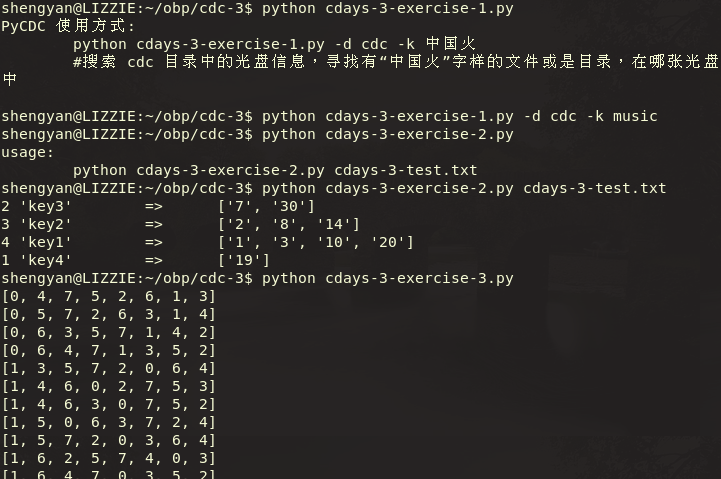 shengyan@LIZZIE:~/obp/cdc-3$ python cdays-3-exercise-1.py
PyCDC 使用方式:
python cdays-3-exercise-1.py -d cdc -k 中国火
#搜索 cdc 目录中的光盘信息，寻找有“中国火”字样的文件或是目录，在哪张光盘
中
shengyan@LIZZIE:~/obp/cdc-3$ python cdays-3-exercise-1.py -d cdc -k music
shengyan@LIZZIE:~/obp/cdc-3$ python cdays-3-exercise-2.py
usage:
python cdays-3-exercise-2.py cdays-3-test.txt
shengyan@LIZZIE:~/obp/cdc-3$ python cdays-3-exercise-2.py cdays-3-test.txt
2 'key3' => ['7', '30']
3 'key2' => ['2', '8', '14']
4 'key1' => ['1', '3', '10', '20']
1 'key4' => ['19']
shengyan@LIZZIE:~/obp/cdc-3$ python cdays-3-exercise-3.py
[0, 4, 7, 5, 2, 6, 1, 3]
[0, 5, 7, 2, 6, 3, 1, 4]
[0, 6, 3, 5, 7, 1, 4, 2]
[0, 6, 4, 7, 1, 3, 5, 2]
[1, 3, 5, 7, 2, 0, 6, 4]
[1, 4, 6, 0, 2, 7, 5, 3]
[1, 4, 6, 3, 0, 7, 5, 2]
[1, 5, 0, 6, 3, 7, 2, 4]
[1, 5, 7, 2, 0, 3, 6, 4]
[1, 6, 2, 5, 7, 4, 0, 3]
[1, 6, 4, 7, 0, 3, 5, 2]